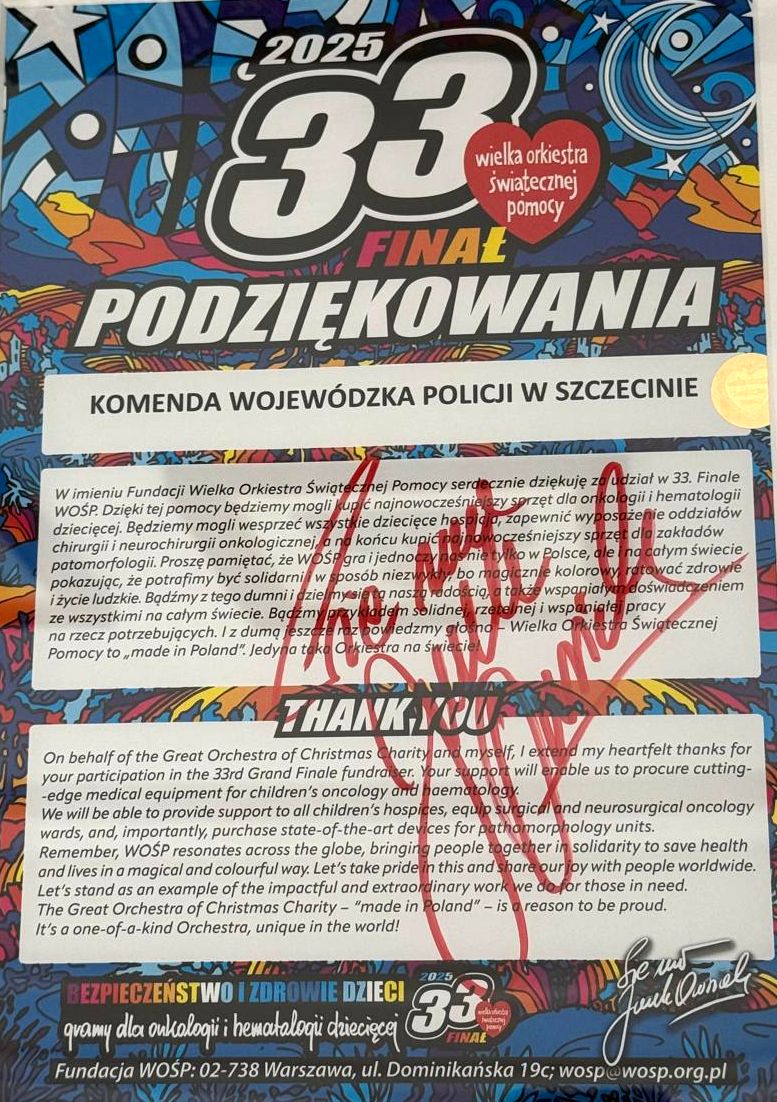 2025
33
wielka orkiestra
świątecznej
pomocy
FINAŁ
PODZIĘKOWANIA
KOMENDA WOJEWÓDZKA POLICJI W SZCZECINIE
W imieniu Fundacji Wielka Orkiestra Świątecznej Pomocy serdecznie dziękuję za udział w 33. Finale
WOŚP. Dzięki tej pomocy będziemy mogli kupić najnowocześniejszy sprzęt dla onkologii i hematologii
dziecięcej. Będziemy mogli wesprzeć wszystkie dziecięce hospicja, zapewnić wyposażenie oddziałów
chirurgii i neurochirurgii onkologicznej, a na końcu kupić najnowocześniejszy sprzęt dla zakładów
patomorfologii. Proszę pamiętać, że WOŚP gra i jednoczy nas nie tylko w Polsce, ale i na całym świecie
pokazując, że potrafimy być solidarni w sposób niezwykły, bo magicznie kolorowy, ratować zdrowie
i życie ludzkie. Bądźmy z tego dumni i dzielmy się tą naszą radością, a także wspaniałym doświadczeniem
ze wszystkimi na całym świecie. Bądźmy przykładem solidnej, rzetelnej i wspaniałej pracy
na rzecz potrzebujących. I z dumą jeszcze raz powiedzmy głośno – Wielka Orkiestra Świątecznej
Pomocy to „made in Poland”. Jedyna taka Orkiestra na świecie!
THANK YOU
On behalf of the Great Orchestra of Christmas Charity and myself, I extend my heartfelt thanks for
your participation in the 33rd Grand Finale fundraiser. Your support will enable us to procure cutting-
-edge medical equipment for children's oncology and haematology.
We will be able to provide support to all children's hospices, equip surgical and neurosurgical oncology
wards, and, importantly, purchase state-of-the-art devices for pathomorphology units.
Remember, WOŚP resonates across the globe, bringing people together in solidarity to save health
and lives in a magical and colourful way. Let's take pride in this and share our joy with people worldwide.
Let's stand as an example of the impactful and extraordinary work we do for those in need.
The Great Orchestra of Christmas Charity – "made in Poland" – is a reason to be proud.
It's a one-of-a-kind Orchestra, unique in the world!
BEZPIECZEŃSTWO I ZDROWIE DZIECI
gramy dla onkologii i hematologii dziecięcej
2025
33
wielka orkiestra
świątecznej
pomocy
FINAŁ
Fundacja WOŚP: 02-738 Warszawa, ul. Dominikańska 19c; wosp@wosp.org.pl